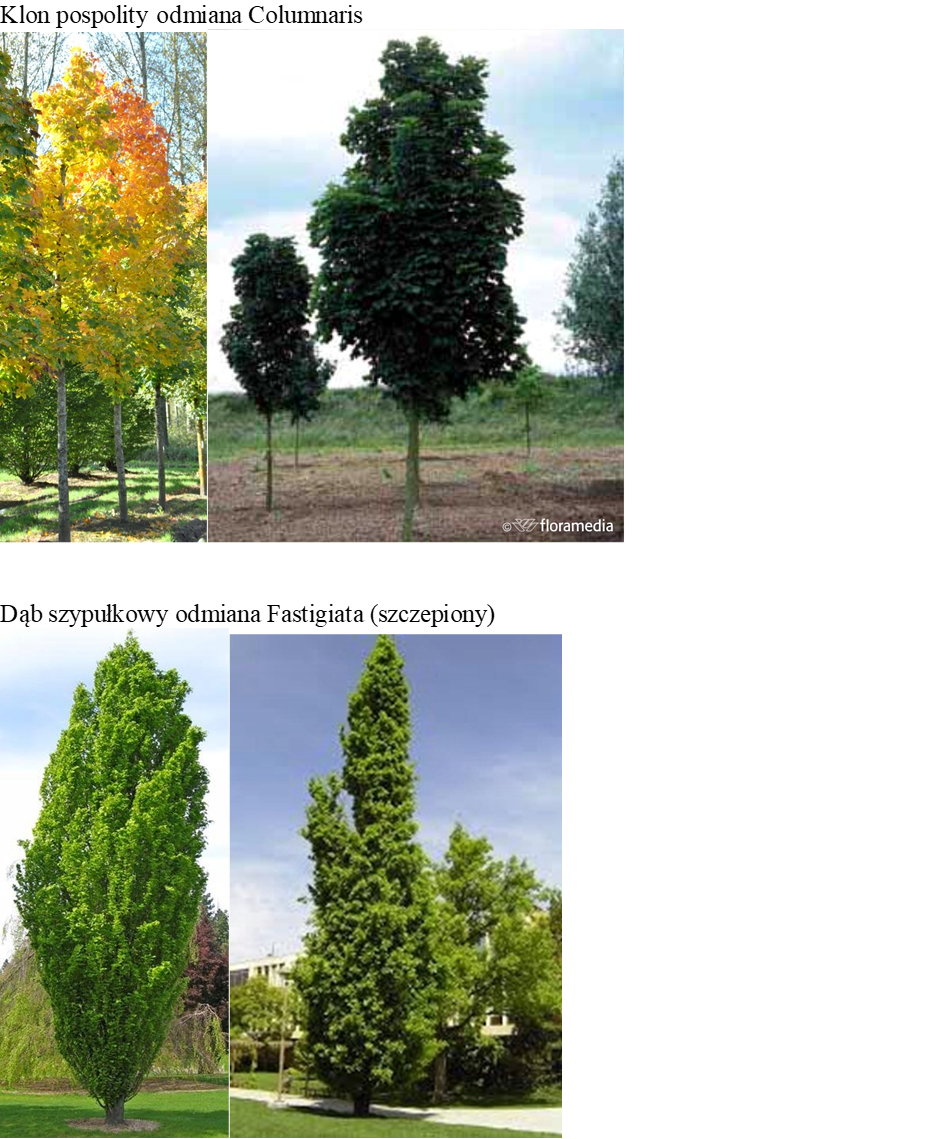 Klon pospolity odmiana Columnaris
© floramedia
Dąb szypułkowy odmiana Fastigiata (szczepiony)